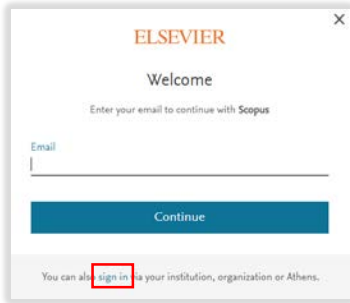 ELSEVIER
Welcome
Enter your email to continue with Scopus
Email
Continue
You can also sign in via your institution, organization or Athens.